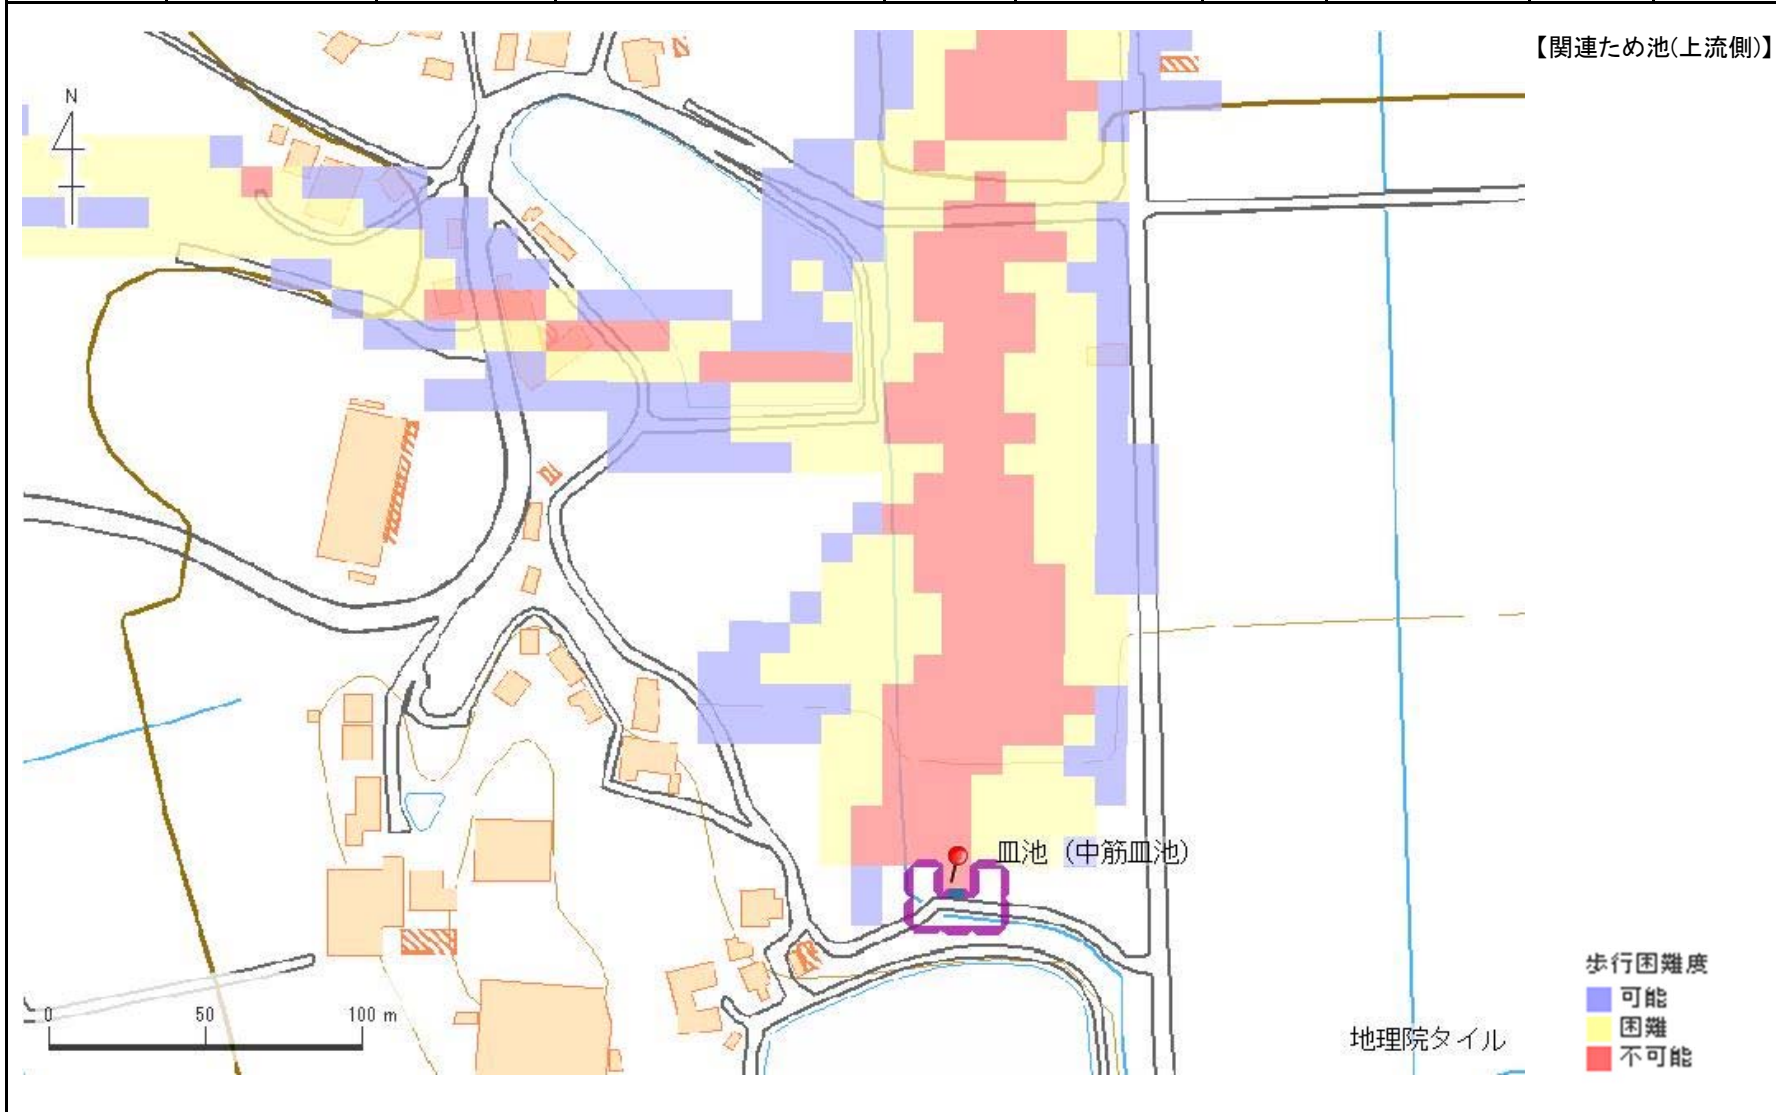 【関連ため池(上流側)】
N
皿池（中筋皿池）
歩行困難度
可能
困難
不可能
0 50 100 m
地理院タイル